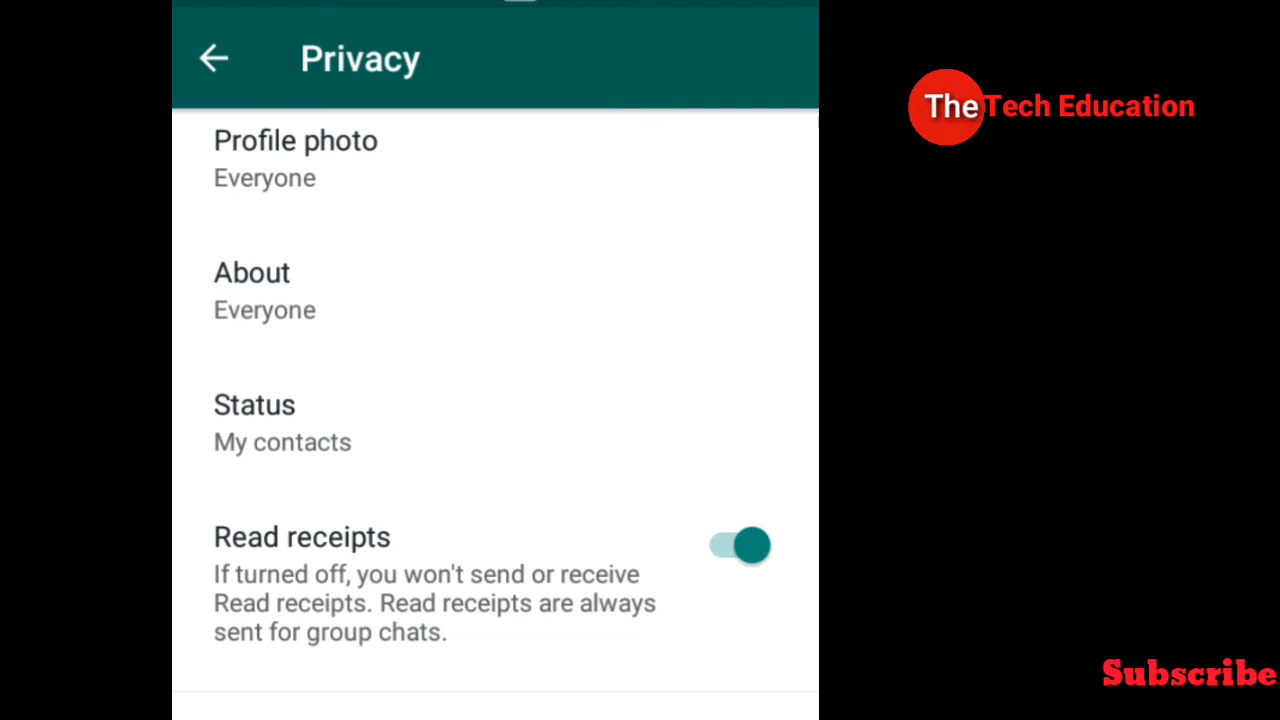 Privacy
The Tech Education
Profile photo
Everyone
About
Everyone
Status
My contacts
Read receipts
If turned off, you won't send or receive
Read receipts. Read receipts are always
sent for group chats.
Subscribe